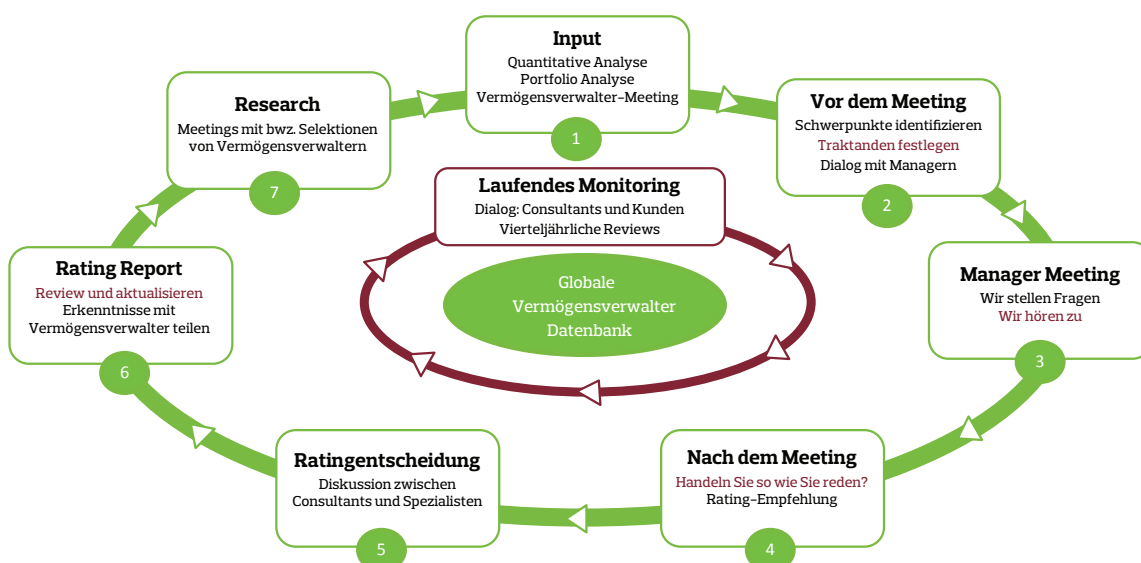 Input
Quantitative Analyse
Portfolio Analyse
Vermögensverwalter-Meeting
1
Vor dem Meeting
Schwerpunkte identifizieren
Traktanden festlegen
Dialog mit Managern
2
Manager Meeting
Wir stellen Fragen
Wir hören zu
3
Nach dem Meeting
Handeln Sie so wie Sie reden?
Rating-Empfehlung
4
Ratingentscheidung
Diskussion zwischen
Consultants und Spezialisten
5
Rating Report
Review und aktualisieren
Erkenntnisse mit
Vermögensverwalter teilen
6
Research
Meetings mit bwz. Selektionen
von Vermögensverwaltern
7
Laufendes Monitoring
Dialog: Consultants und Kunden
Vierteljährliche Reviews
Globale
Vermögensverwalter
Datenbank